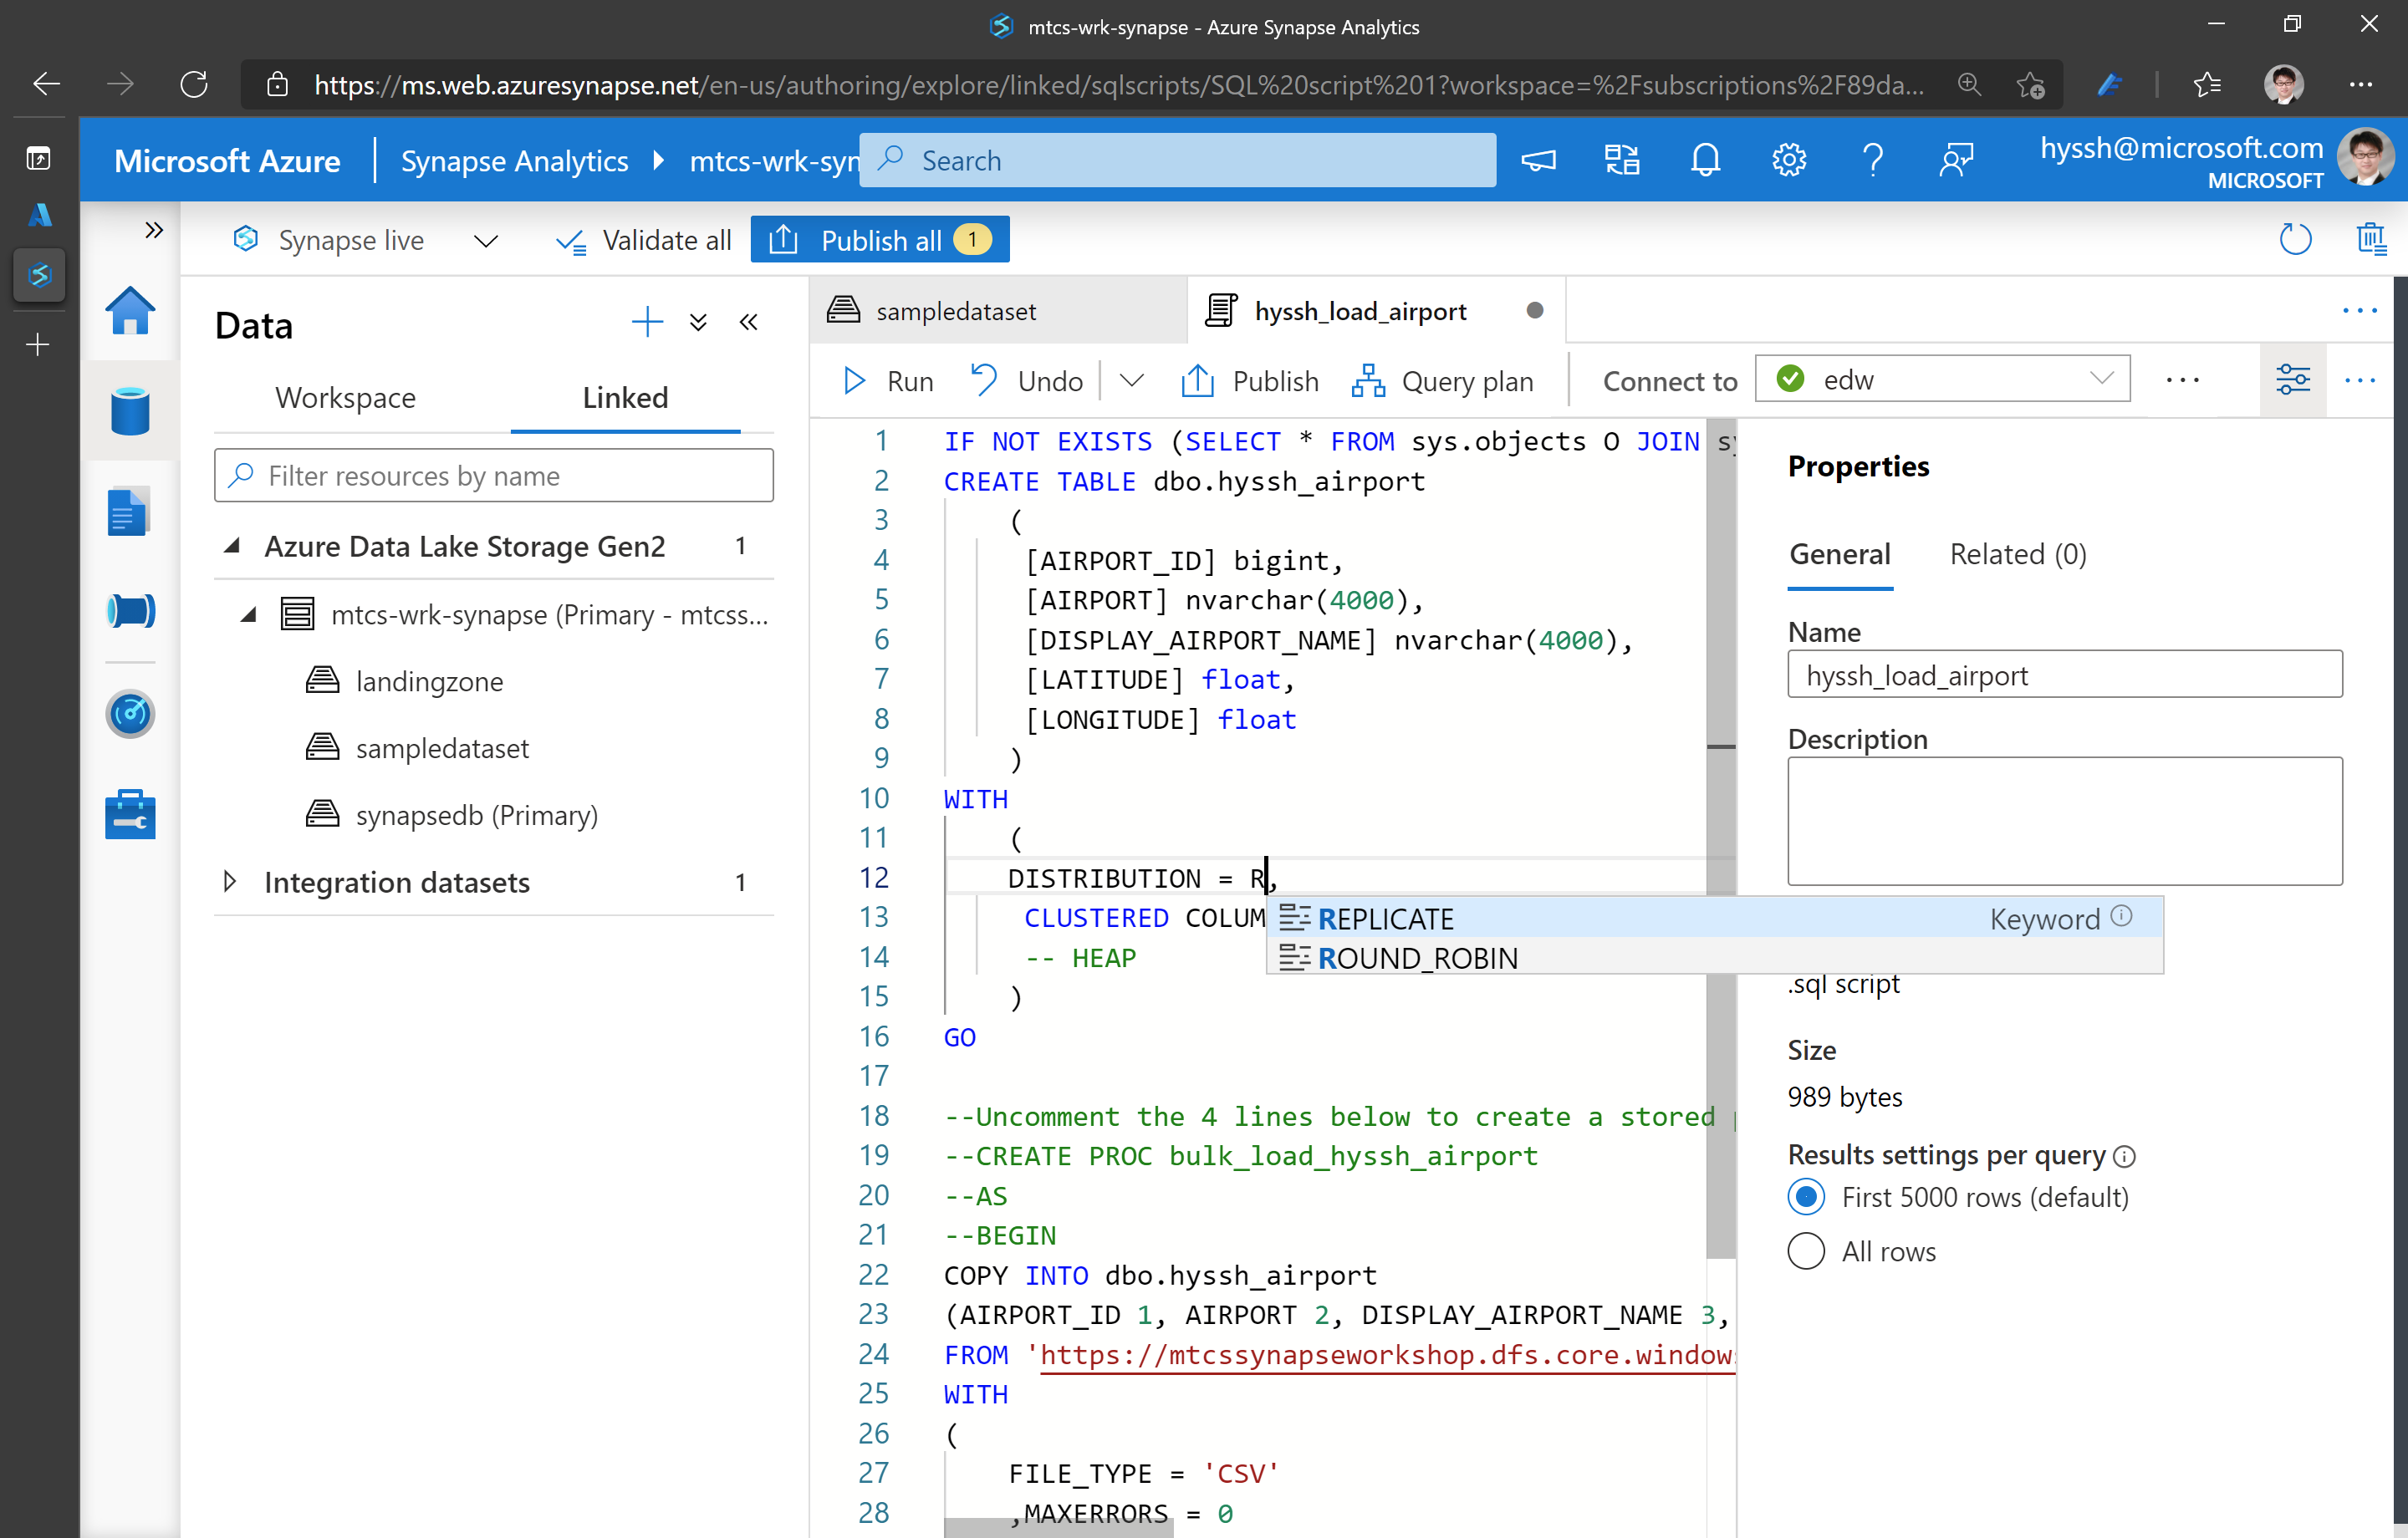 mtcs-wrk-synapse - Azure Synapse Analytics
https://ms.web.azuresynapse.net/en-us/authoring/explore/linked/sqlscripts/SQL%20script%201?workspace=%2Fsubscriptions%2F89da...
Microsoft Azure
Synapse Analytics
mtcs-wrk-syn
Search
hyssh@microsoft.com
MICROSOFT
Synapse live
Validate all
Publish all 1
Data
Workspace
Linked
Filter resources by name
Azure Data Lake Storage Gen2 1
mtcs-wrk-synapse (Primary - mtcss...
landingzone
sampledataset
synapsedb (Primary)
Integration datasets 1
sampledataset
hyssh_load_airport
Run
Undo
Publish
Query plan
Connect to
edw
1 IF NOT EXISTS (SELECT * FROM sys.objects O JOIN sy
2 CREATE TABLE dbo.hyssh_airport
3 (
4 [AIRPORT_ID] bigint,
5 [AIRPORT] nvarchar(4000),
6 [DISPLAY_AIRPORT_NAME] nvarchar(4000),
7 [LATITUDE] float,
8 [LONGITUDE] float
9 )
10 WITH
11 (
12 DISTRIBUTION = R,
13 CLUSTERED COLUM
14 -- HEAP
15 )
16 GO
17
18 --Uncomment the 4 lines below to create a stored p
19 --CREATE PROC bulk_load_hyssh_airport
20 --AS
21 --BEGIN
22 COPY INTO dbo.hyssh_airport
23 (AIRPORT_ID 1, AIRPORT 2, DISPLAY_AIRPORT_NAME 3,
24 FROM 'https://mtcssynapseworkshop.dfs.core.windows
25 WITH
26 (
27 FILE_TYPE = 'CSV'
28 ,MAXERRORS = 0
REPLICATE Keyword
ROUND_ROBIN
Properties
General
Related (0)
Name
hyssh_load_airport
Description
.sql script
Size
989 bytes
Results settings per query
First 5000 rows (default)
All rows